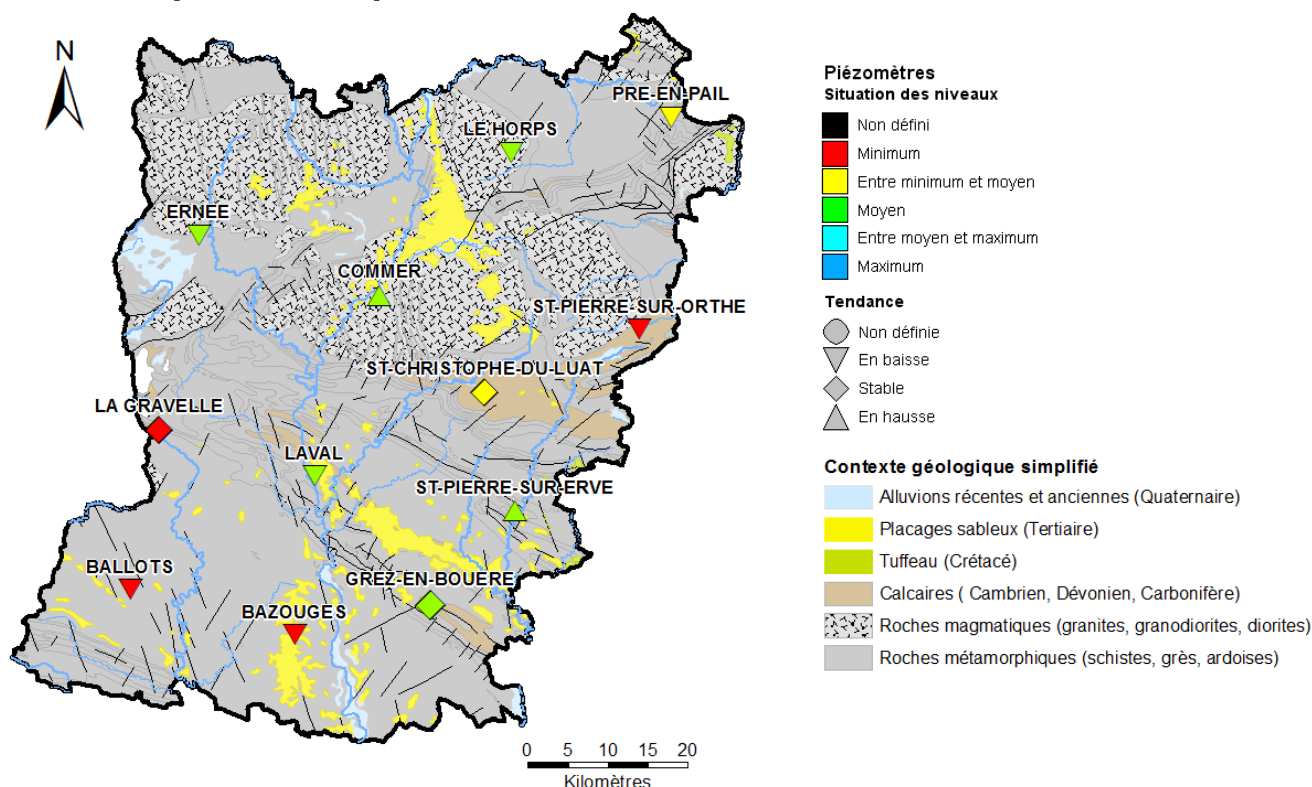 N
PRE-EN-PAIL
LE HORPS
ERNEE
COMMER
ST-PIERRE-SUR-ORTHE
ST-CHRISTOPHE-DU-LUAT
LA GRAVELLE
LAVAL
ST-PIERRE-SUR-ERVE
BALLOTS
GREZ-EN-BOUERE
BAZOUGES
0 5 10 15 20
Kilomètres
Piézomètres
Situation des niveaux
Non défini
Minimum
Entre minimum et moyen
Moyen
Entre moyen et maximum
Maximum
Tendance
Non définie
En baisse
Stable
En hausse
Contexte géologique simplifié
Alluvions récentes et anciennes (Quaternaire)
Placages sableux (Tertiaire)
Tuffeau (Crétacé)
Calcaires ( Cambrien, Dévonien, Carbonifère)
Roches magmatiques (granites, granodiorites, diorites)
Roches métamorphiques (schistes, grès, ardoises)